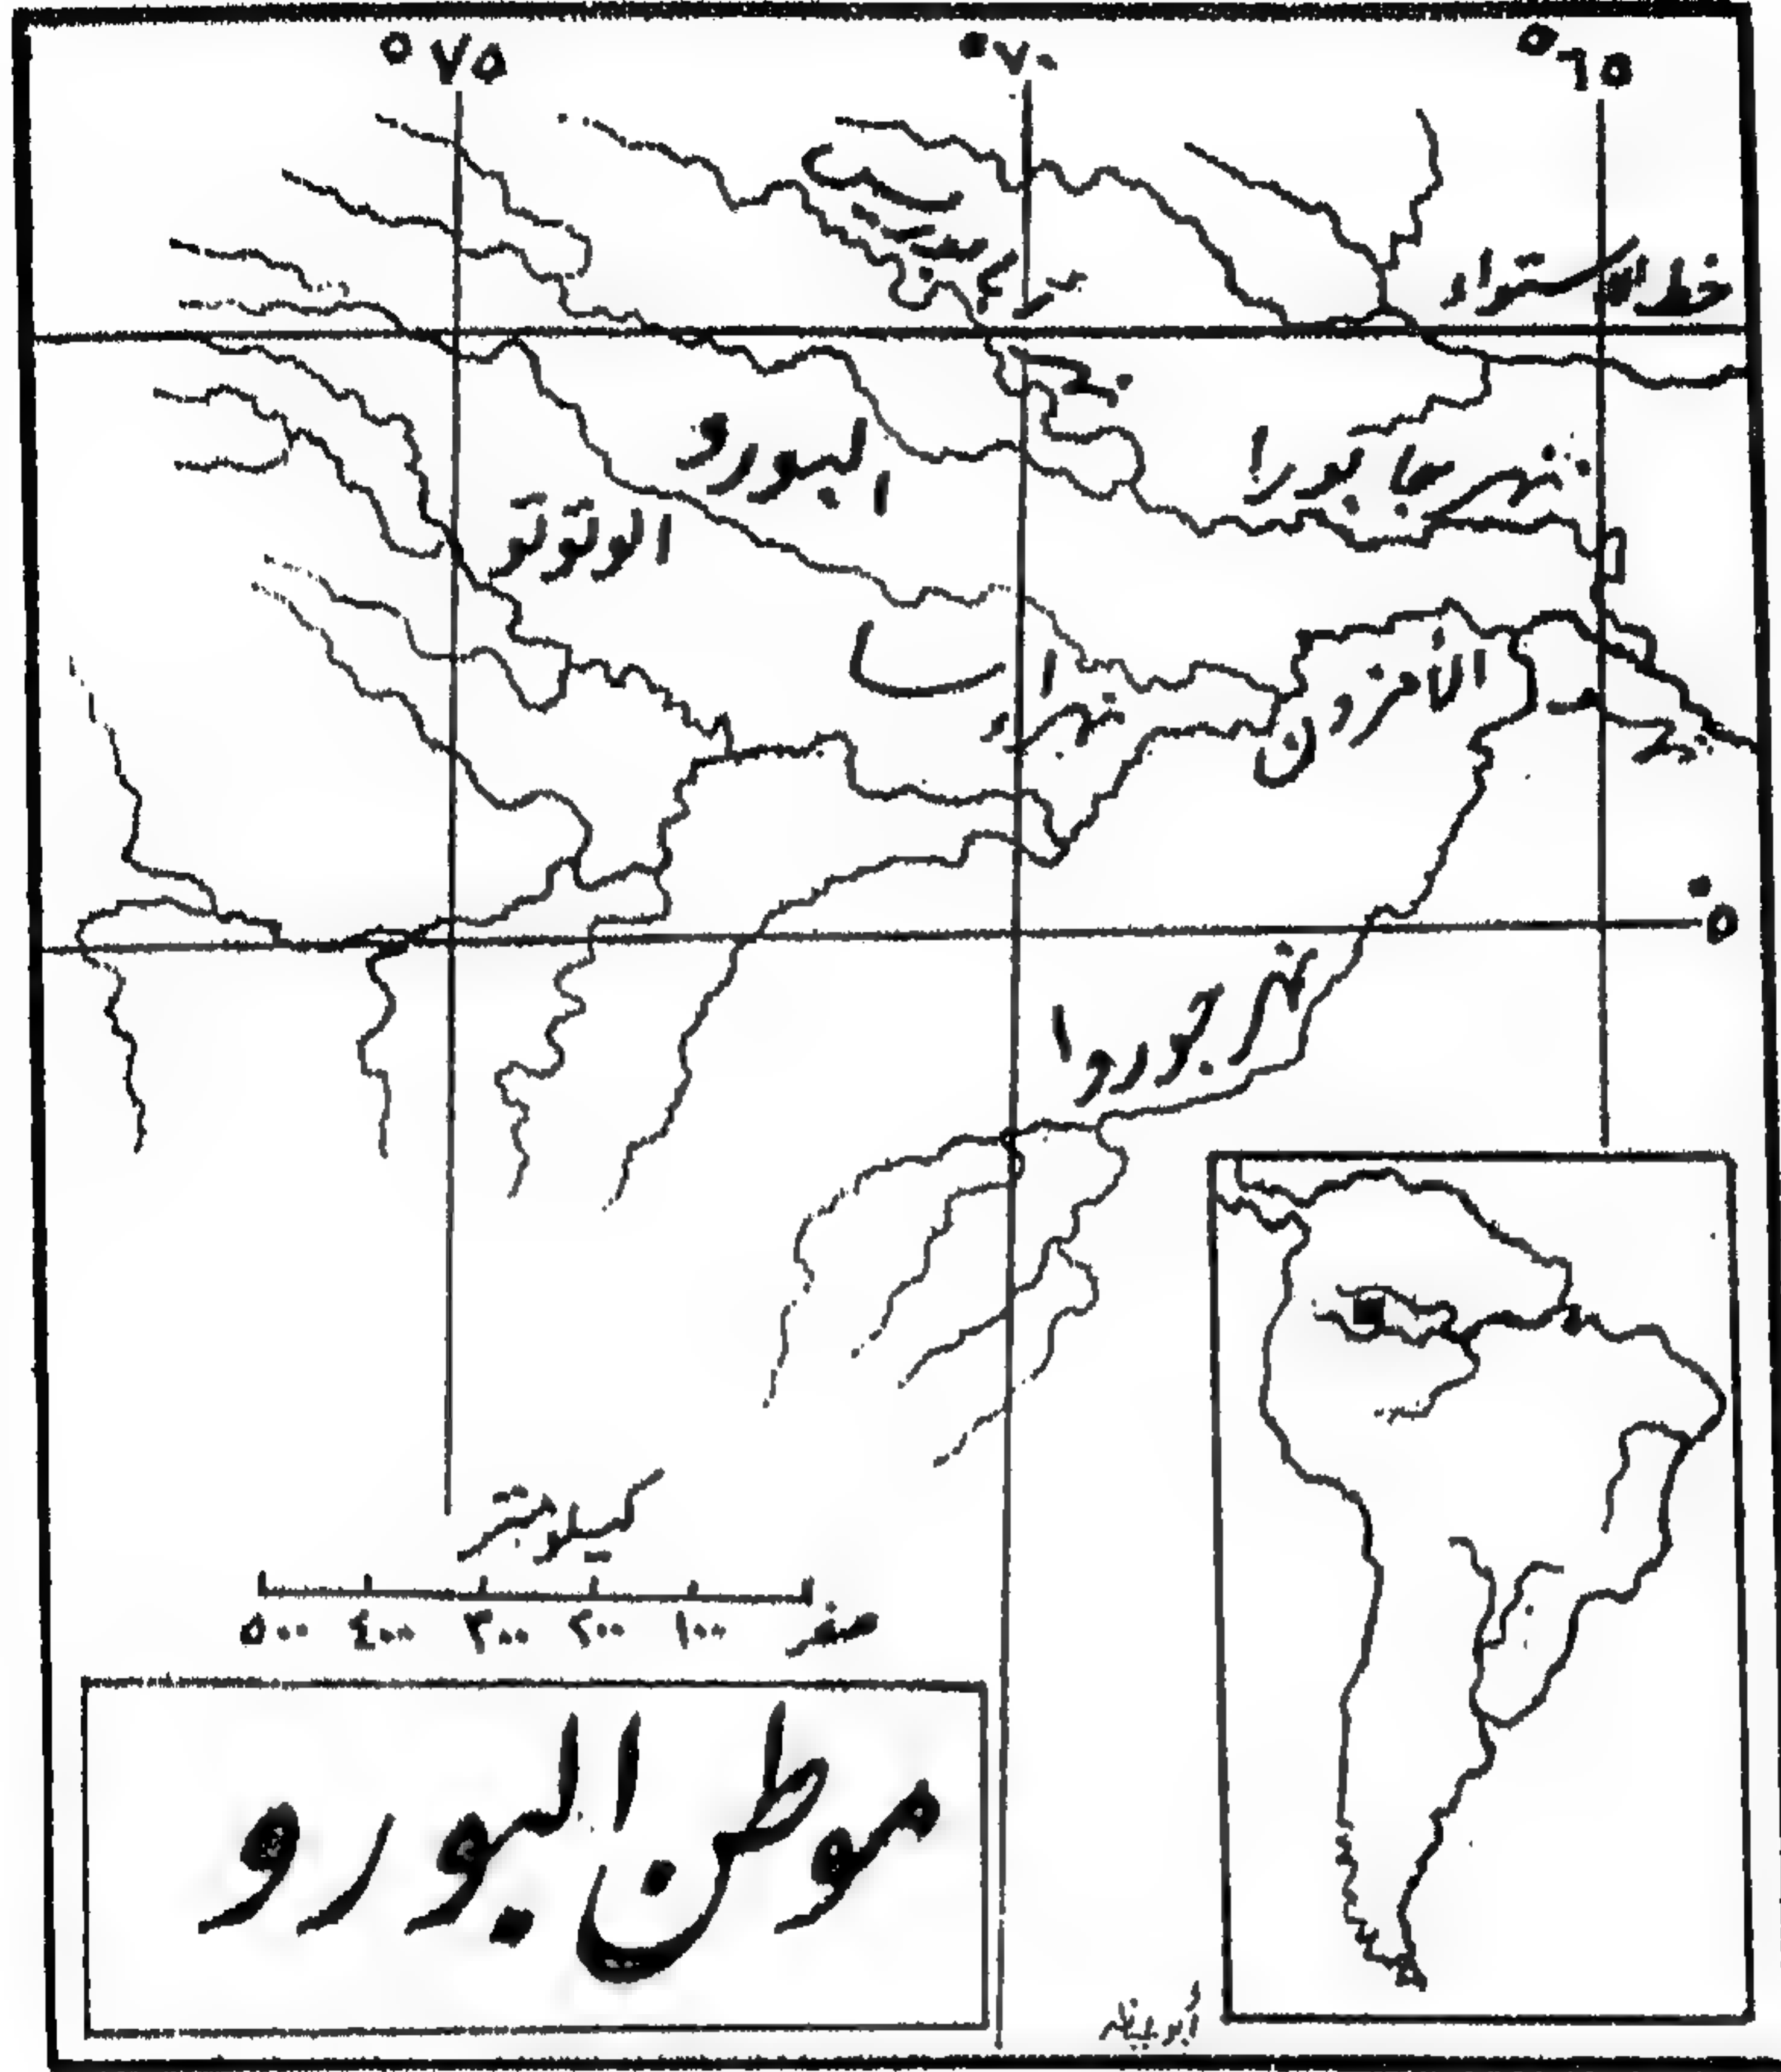 °٦٥
°٧٠
°٧٥
خط الاستواء
البورو
الوتوتو
نهر جابورا
نهر
الأمزون
نهر جوروا
°٥
كيلومتر
صفر ١٠٠ ٢٠٠ ٣٠٠ ٤٠٠ ٥٠٠
موطن البورو